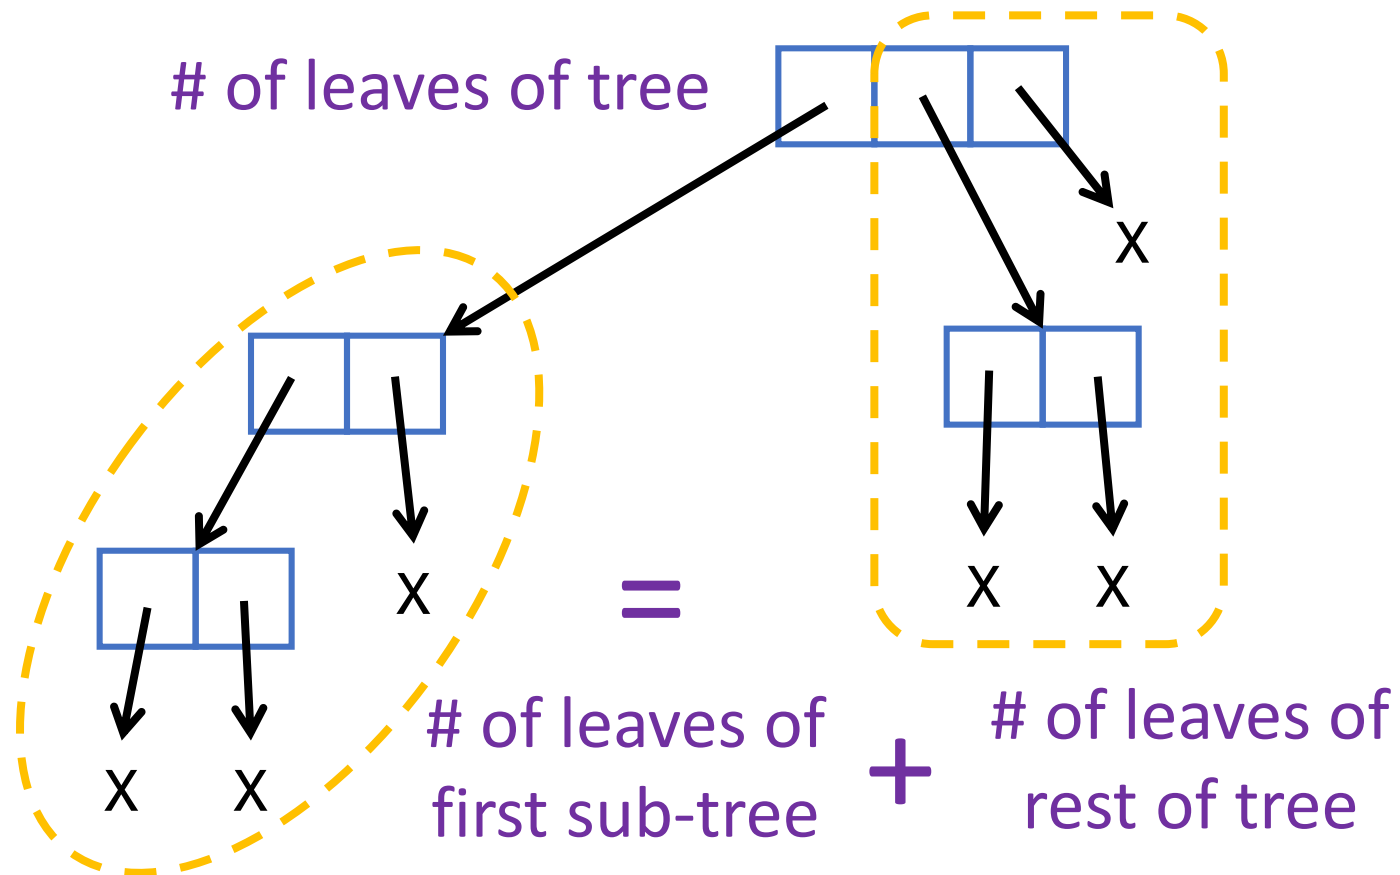 # of leaves of tree
X
X
=
X
X
X
X
# of leaves of
first sub-tree
+
# of leaves of
rest of tree